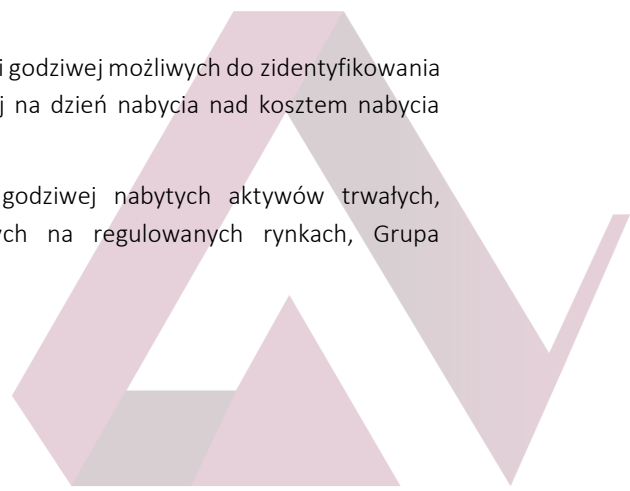 i godziwej możliwych do zidentyfikowania
j na dzień nabycia nad kosztem nabycia
godziwej nabytych aktywów trwałych,
ych na regulowanych rynkach, Grupa